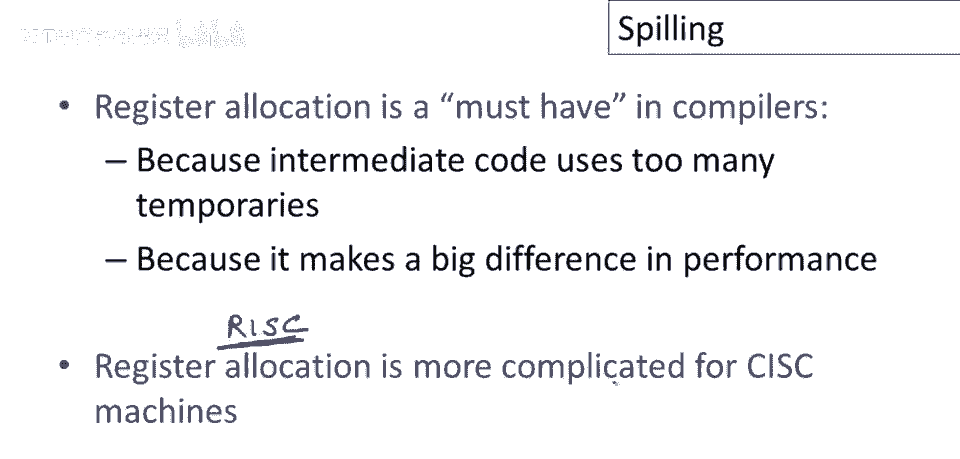 Spilling
• Register allocation is a “must have” in compilers:
– Because intermediate code uses too many
temporaries
– Because it makes a big difference in performance
RISC
• Register allocation is more complicated for CISC
machines